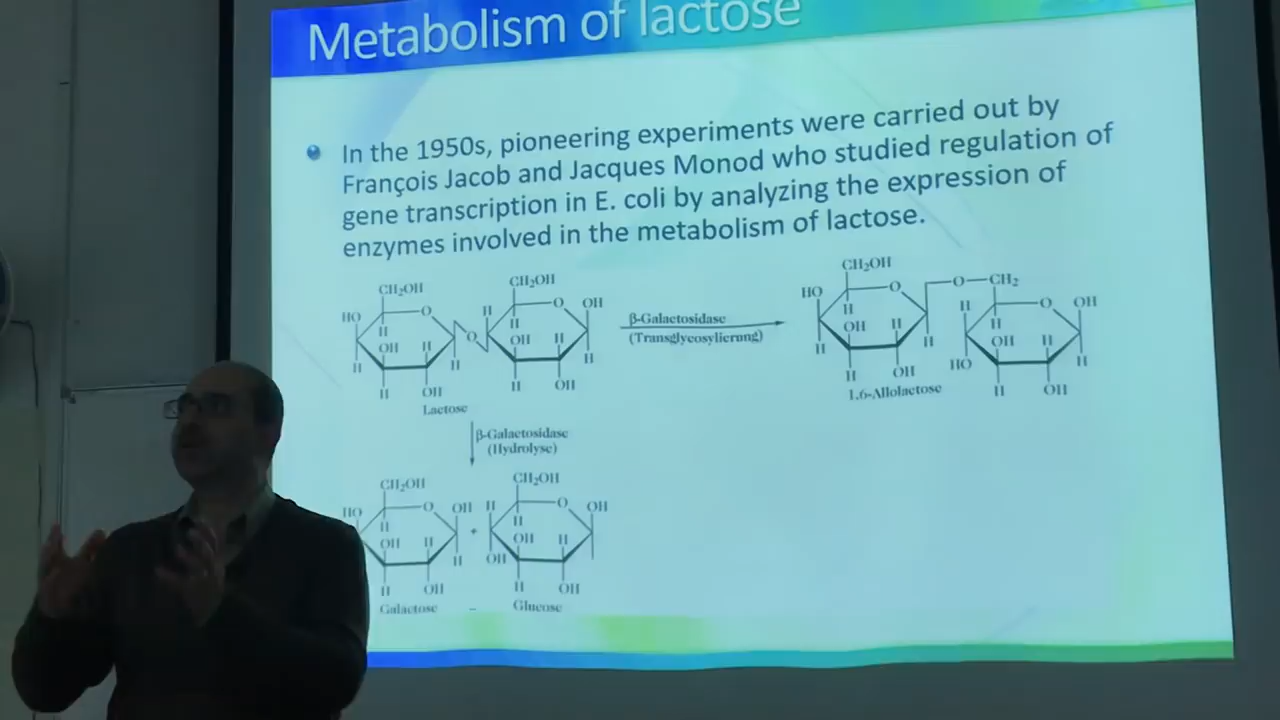 Metabolism of lactose
In the 1950s, pioneering experiments were carried out by
François Jacob and Jacques Monod who studied regulation of
gene transcription in E. coli by analyzing the expression of
enzymes involved in the metabolism of lactose.
CH₂OH CH₂OH CH₂OH
HO O H O OH HO O O CH₂
H H β-Galactosidase H H O OH
OH H O OH H (Transglycosylierung) OH H H
H H H H H OH H H
H OH H OH H OH HO H OH
Lactose 1,6-Allolactose
β-Galactosidase
(Hydrolyse)
CH₂OH CH₂OH
HO O OH H O OH
H H
OH H + OH H
H OH
H OH H OH
Galactose Glucose